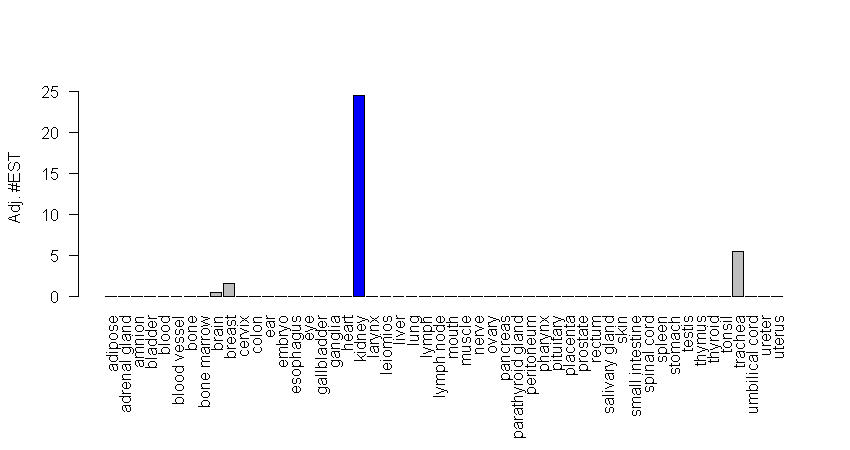 Adj. #EST
25
20
15
10
5
0
adipose
adrenal gland
amnion
bladder
blood
blood vessel
bone
bone marrow
brain
breast
cervix
colon
ear
embryo
esophagus
eye
gallbladder
ganglia
heart
kidney
larynx
leiomios
liver
lung
lymph
lymph node
mouth
muscle
nerve
ovary
pancreas
parathyroid gland
peritoneum
pharynx
pituitary
placenta
prostate
rectum
salivary gland
skin
small intestine
spinal cord
spleen
stomach
testis
thymus
thyroid
tonsil
trachea
umbilical cord
ureter
uterus